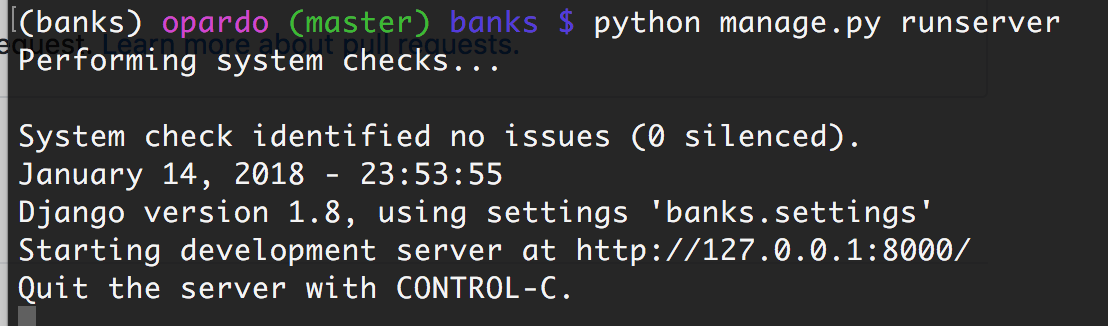 [(banks) opardo (master) banks $ python manage.py runserver
equest. Learn more about pull requests.
Performing system checks...
System check identified no issues (0 silenced).
January 14, 2018 - 23:53:55
Django version 1.8, using settings 'banks.settings'
Starting development server at http://127.0.0.1:8000/
Quit the server with CONTROL-C.